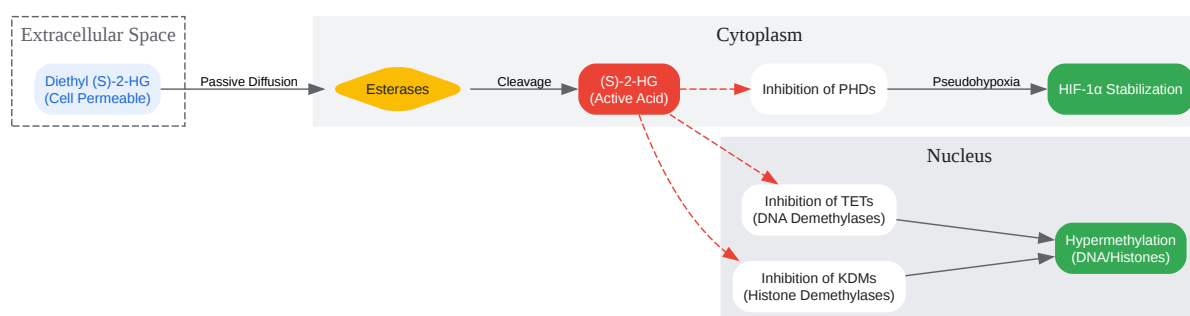 Extracellular Space
Diethyl (S)-2-HG
(Cell Permeable)
Passive Diffusion
Cytoplasm
Esterases
Cleavage
(S)-2-HG
(Active Acid)
Inhibition of PHDs
Pseudohypoxia
HIF-1α Stabilization
Nucleus
Inhibition of TETs
(DNA Demethylases)
Inhibition of KDMs
(Histone Demethylases)
Hypermethylation
(DNA/Histones)